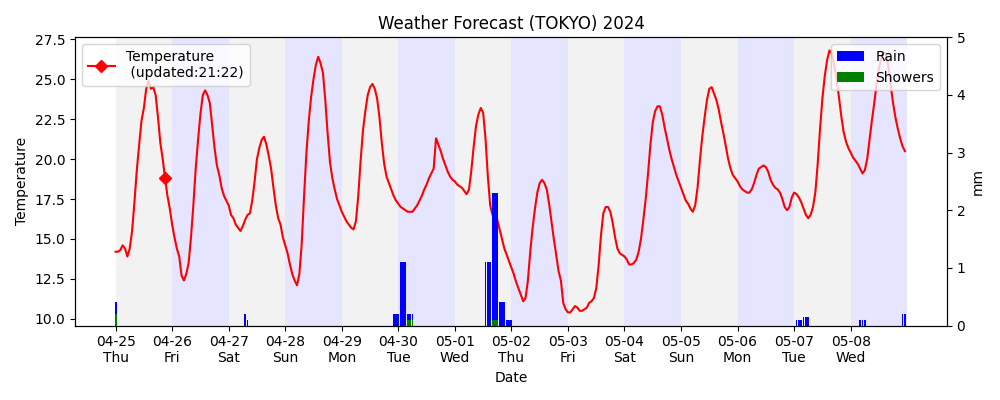 Weather Forecast (TOKYO) 2024
Temperature
(updated:21:22)
Rain
Showers
27.5
25.0
22.5
20.0
17.5
15.0
12.5
10.0
Temperature
5
4
3
2
1
0
mm
04-25 04-26 04-27 04-28 04-29 04-30 05-01 05-02 05-03 05-04 05-05 05-06 05-07 05-08
Thu Fri Sat Sun Mon Tue Wed Thu Fri Sat Sun Mon Tue Wed
Date